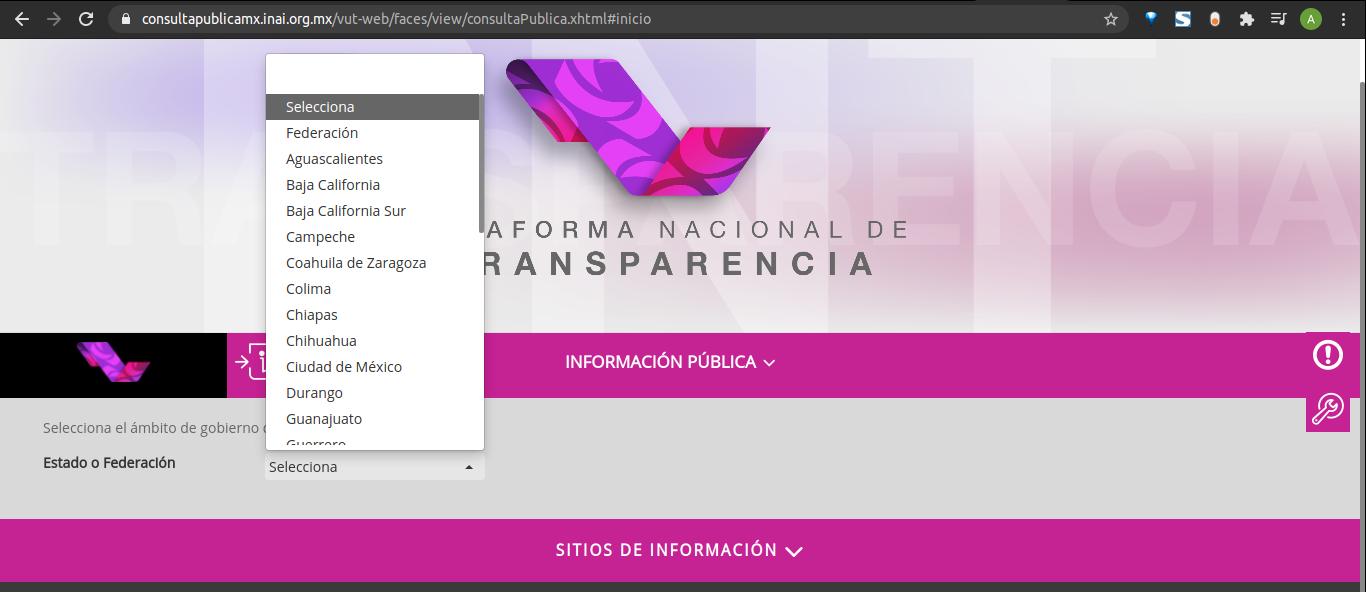 consultapublicamx.inai.org.mx/vut-web/faces/view/consultaPublica.xhtml#inicio
A
TRANSPARENCIA
AFORMA NACIONAL DE
RANSPARENCIA
Selecciona
Federación
Aguascalientes
Baja California
Baja California Sur
Campeche
Coahuila de Zaragoza
Colima
Chiapas
Chihuahua
Ciudad de México
Durango
Guanajuato
Guerrero
INFORMACIÓN PÚBLICA
Selecciona el ámbito de gobierno
Estado o Federación
Selecciona
SITIOS DE INFORMACIÓN